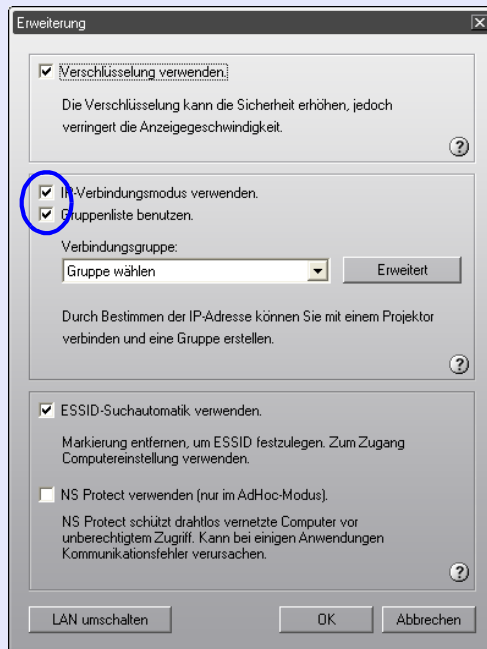 Erweiterung
Verschlüsselung verwenden.
Die Verschlüsselung kann die Sicherheit erhöhen, jedoch
verringert die Anzeigegeschwindigkeit.
?
IP-Verbindungsmodus verwenden.
Gruppenliste benutzen.
Verbindungsgruppe:
Gruppe wählen
Erweitert
Durch Bestimmen der IP-Adresse können Sie mit einem Projektor
verbinden und eine Gruppe erstellen.
?
ESSID-Suchautomatik verwenden.
Markierung entfernen, um ESSID festzulegen. Zum Zugang
Computereinstellung verwenden.
NS Protect verwenden (nur im AdHoc-Modus).
NS Protect schützt drahtlos vernetzte Computer vor
unberechtigtem Zugriff. Kann bei einigen Anwendungen
Kommunikationsfehler verursachen.
?
LAN umschalten
OK
Abbrechen